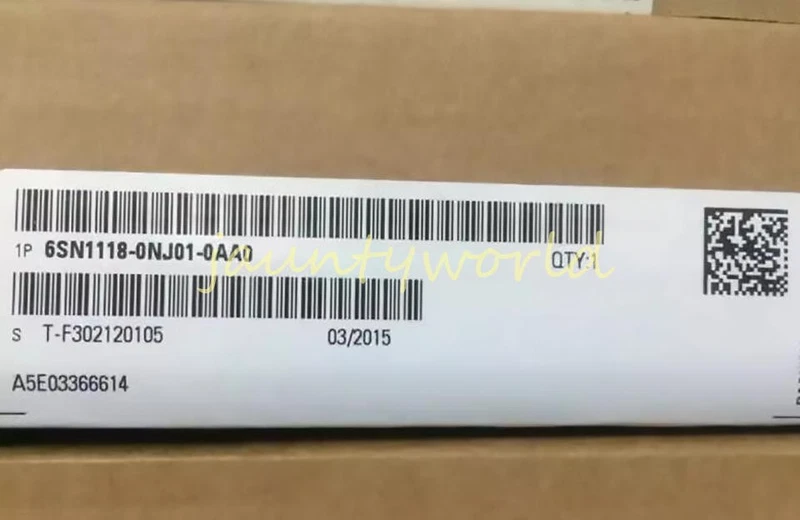 1P 6SN1118-0NJ01-0AA0 QTY:1
jauntyworld
S T-F302120105 03/2015
A5E03366614